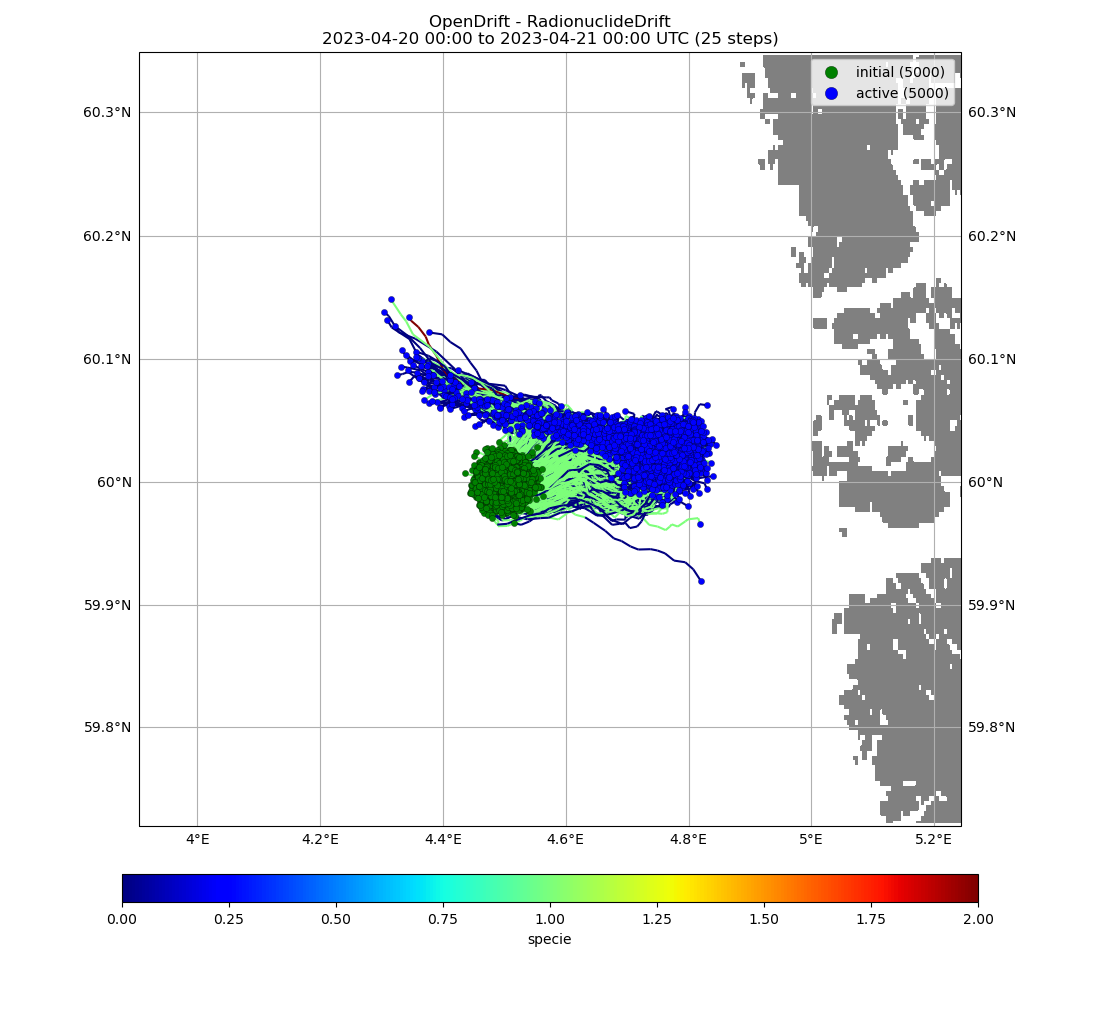 OpenDrift - RadionuclideDrift
2023-04-20 00:00 to 2023-04-21 00:00 UTC (25 steps)
initial (5000)
active (5000)
60.3°N 60.3°N
60.2°N 60.2°N
60.1°N 60.1°N
60°N 60°N
59.9°N 59.9°N
59.8°N 59.8°N
4°E 4.2°E 4.4°E 4.6°E 4.8°E 5°E 5.2°E
0.00 0.25 0.50 0.75 1.00 1.25 1.50 1.75 2.00
specie